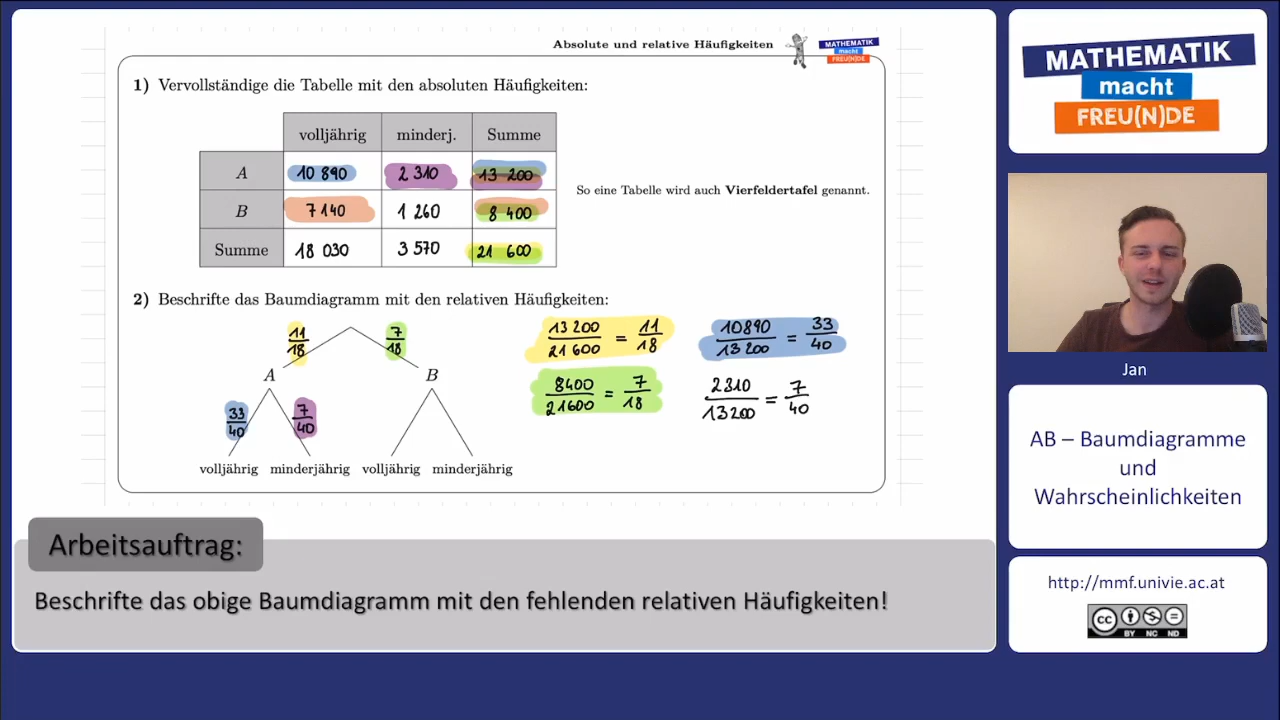 Absolute und relative Häufigkeiten
MATHEMATIK
macht
FREU(N)DE
1) Vervollständige die Tabelle mit den absoluten Häufigkeiten:
volljährig minderj. Summe
A 10 890 2 310 13 200
B 7 140 1 260 8 400
Summe 18 030 3 570 21 600
So eine Tabelle wird auch Vierfeldertafel genannt.
2) Beschrifte das Baumdiagramm mit den relativen Häufigkeiten:
11/18 7/18
A B
33/40 7/40
volljährig minderjährig volljährig minderjährig
13 200/21 600 = 11/18
10890/13 200 = 33/40
8400/21600 = 7/18
2310/13200 = 7/40
Arbeitsauftrag:
Beschrifte das obige Baumdiagramm mit den fehlenden relativen Häufigkeiten!
MATHEMATIK
macht
FREU(N)DE
Jan
AB – Baumdiagramme
und
Wahrscheinlichkeiten
http://mmf.univie.ac.at
cc
BY NC ND